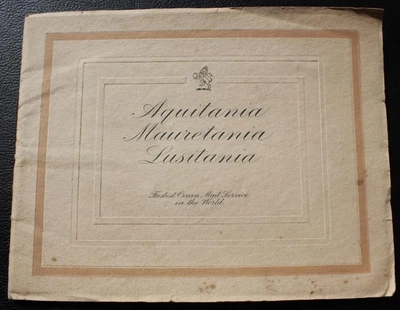 Aquitania
Mauretania
Lusitania
Fastest Ocean Mail Service
in the World.